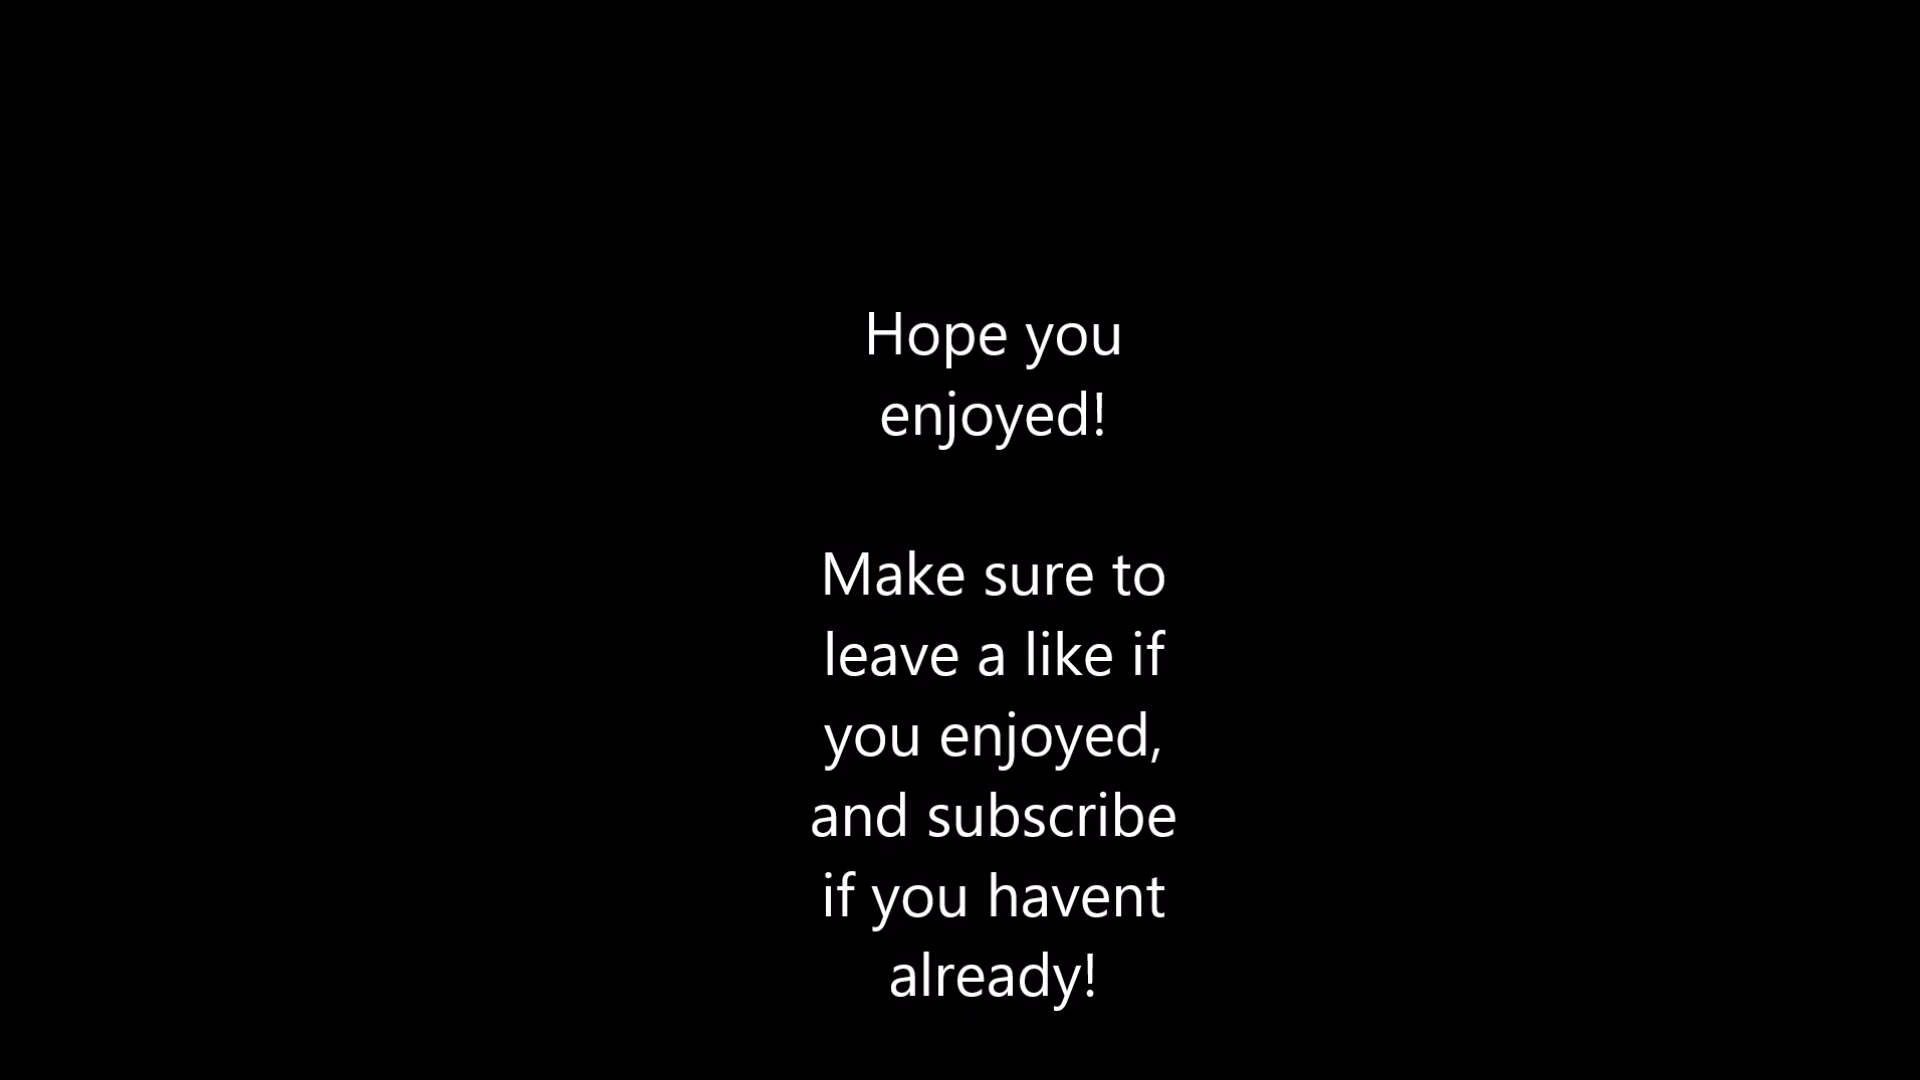 Hope you
enjoyed!
Make sure to
leave a like if
you enjoyed,
and subscribe
if you havent
already!